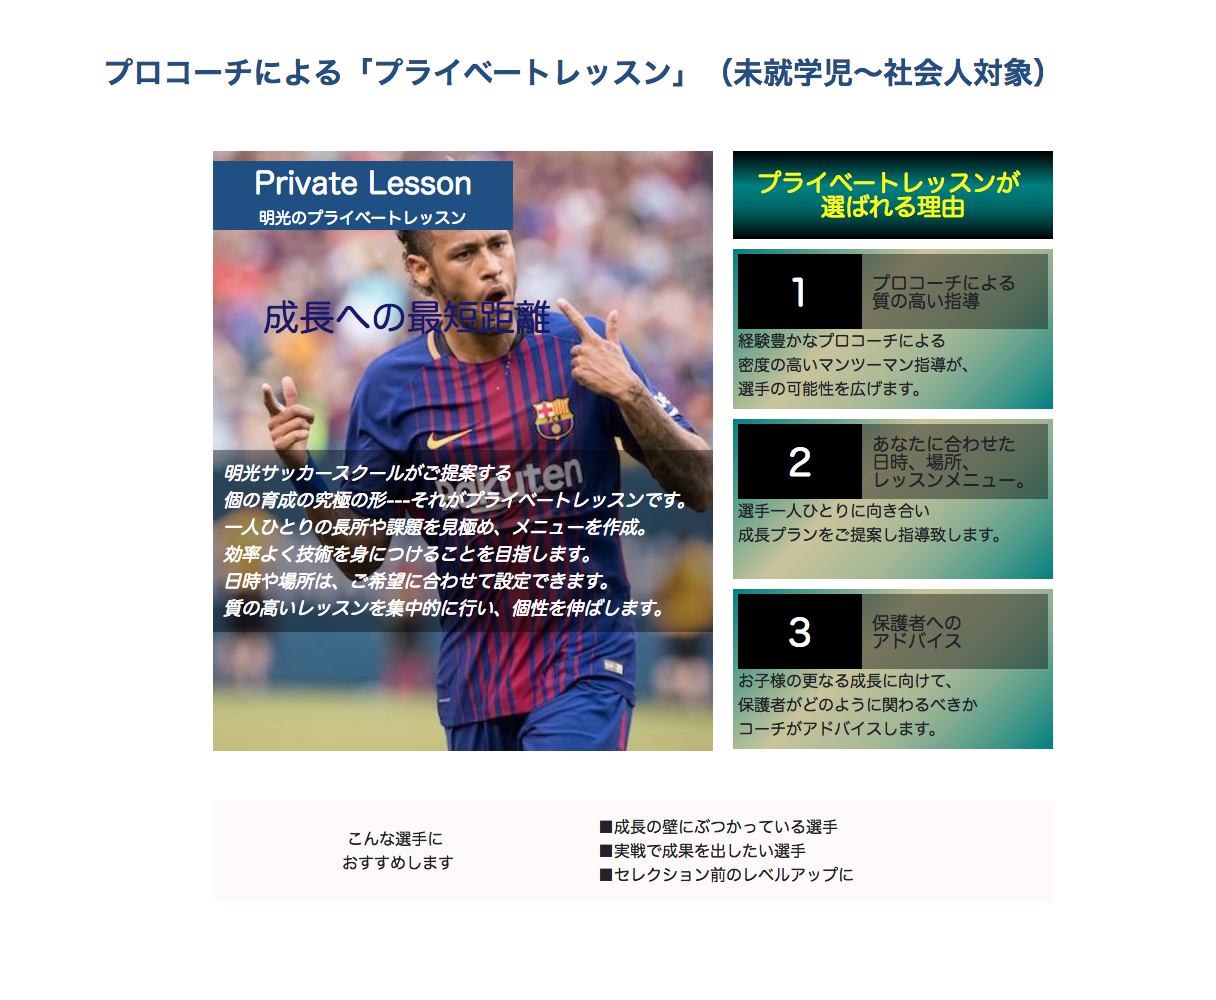 プロコーチによる「プライベートレッスン」（未就学児〜社会人対象）
Private Lesson
明光のプライベートレッスン
成長への最短距離
Rakuten
明光サッカースクールがご提案する
個の育成の究極の形---それがプライベートレッスンです。
一人ひとりの長所や課題を見極め、メニューを作成。
効率よく技術を身につけることを目指します。
日時や場所は、ご希望に合わせて設定できます。
質の高いレッスンを集中的に行い、個性を伸ばします。
プライベートレッスンが
選ばれる理由
1
プロコーチによる
質の高い指導
経験豊かなプロコーチによる
密度の高いマンツーマン指導が、
選手の可能性を広げます。
2
あなたに合わせた
日時、場所、
レッスンメニュー。
選手一人ひとりに向き合い
成長プランをご提案し指導致します。
3
保護者への
アドバイス
お子様の更なる成長に向けて、
保護者がどのように関わるべきか
コーチがアドバイスします。
こんな選手に
おすすめします
■成長の壁にぶつかっている選手
■実戦で成果を出したい選手
■セレクション前のレベルアップに